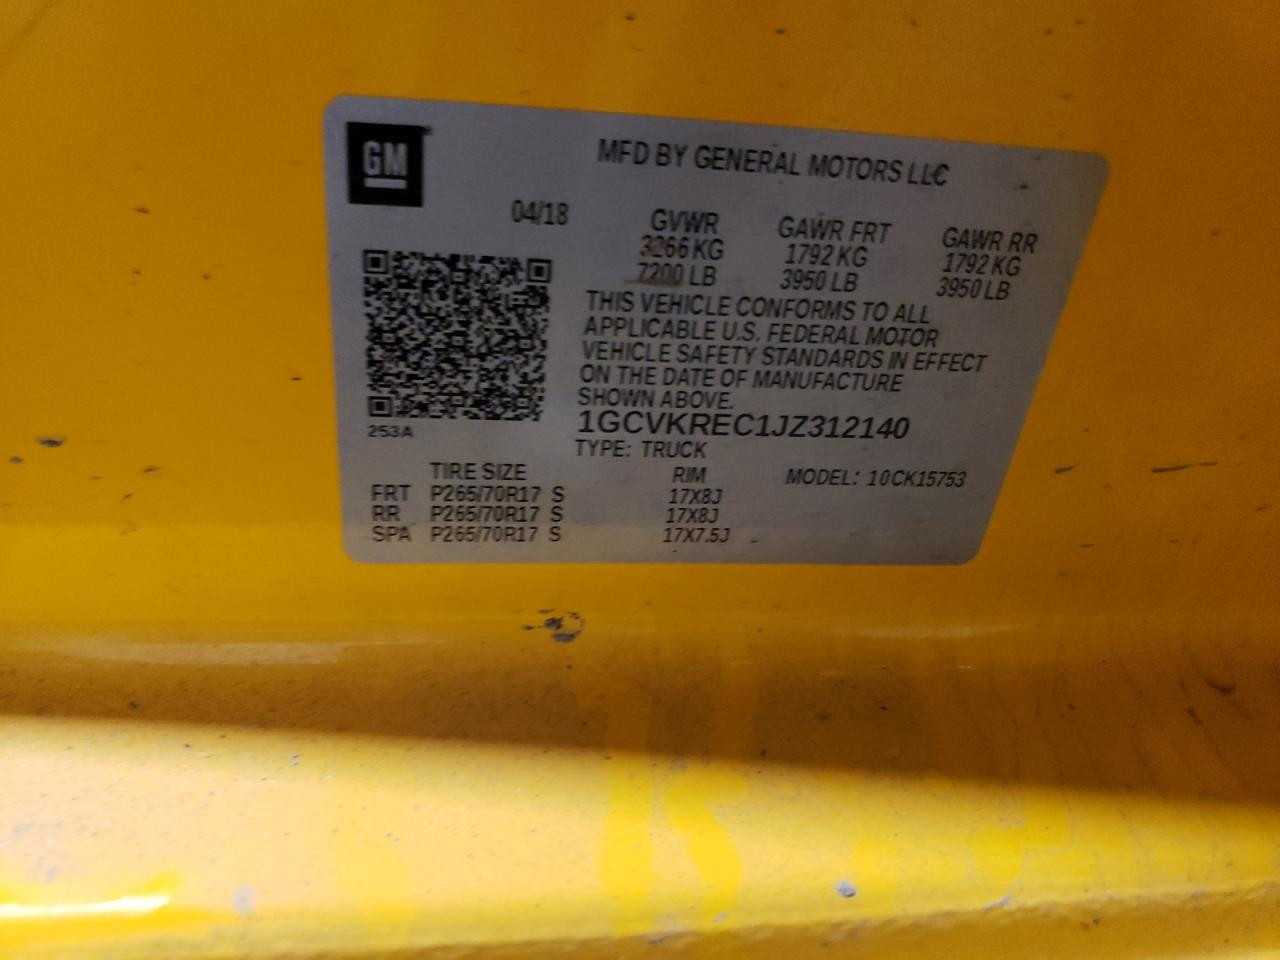 GM
MFD BY GENERAL MOTORS LLC
04/18
GVWR GAWR FRT GAWR RR
3266 KG 1792 KG 1792 KG
7200 LB 3950 LB 3950 LB
THIS VEHICLE CONFORMS TO ALL
APPLICABLE U.S. FEDERAL MOTOR
VEHICLE SAFETY STANDARDS IN EFFECT
ON THE DATE OF MANUFACTURE
SHOWN ABOVE.
1GCVKREC1JZ312140
253A
TYPE: TRUCK
TIRE SIZE RIM MODEL: 10CK15753
FRT P265/70R17 S 17X8J
RR P265/70R17 S 17X8J
SPA P265/70R17 S 17X7.5J